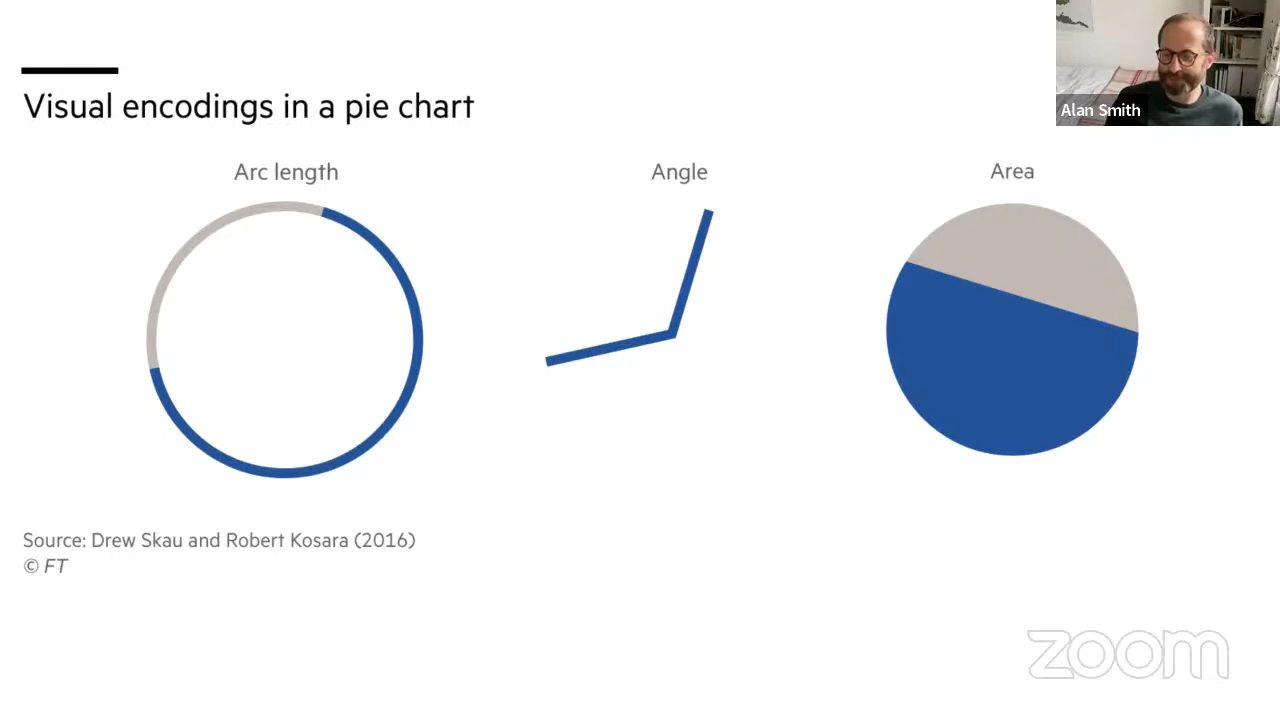 Alan Smith
Visual encodings in a pie chart
Arc length
Angle
Area
Source: Drew Skau and Robert Kosara (2016)
© FT
zoom